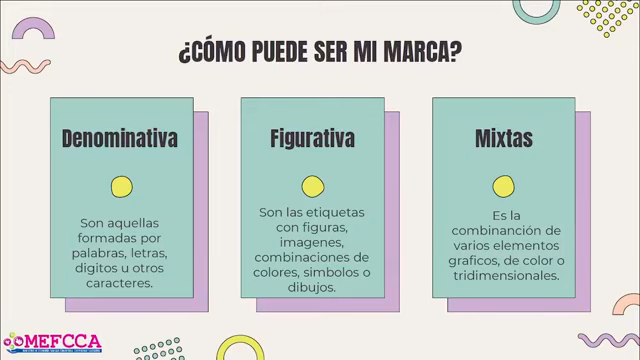 ¿CÓMO PUEDE SER MI MARCA?
Denominativa
Son aquellas
formadas por
palabras, letras,
digitos u otros
caracteres.
Figurativa
Son las etiquetas
con figuras,
imagenes,
combinaciones de
colores, simbolos o
dibujos.
Mixtas
Es la
combinanción de
varios elementos
graficos, de color o
tridimensionales.
MEFCCA